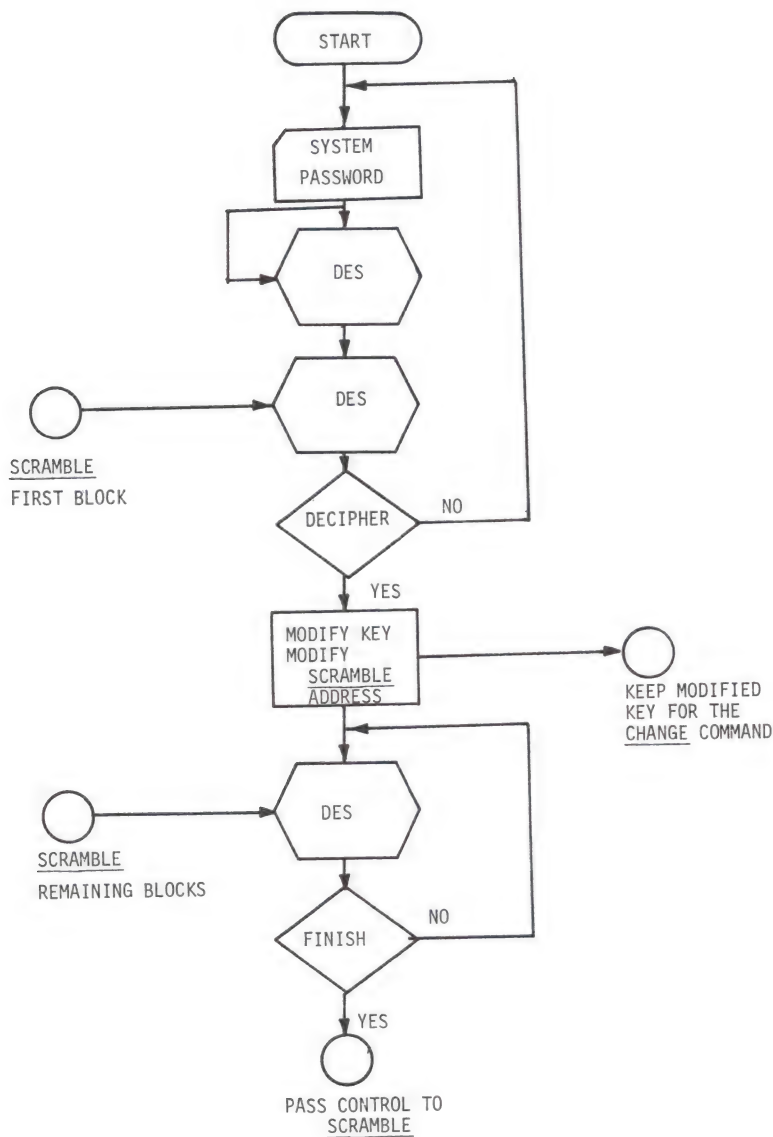 START
SYSTEM
PASSWORD
DES
DES
SCRAMBLE
FIRST BLOCK
DECIPHER
NO
YES
MODIFY KEY
MODIFY
SCRAMBLE
ADDRESS
KEEP MODIFIED
KEY FOR THE
CHANGE COMMAND
DES
SCRAMBLE
REMAINING BLOCKS
FINISH
NO
YES
PASS CONTROL TO
SCRAMBLE